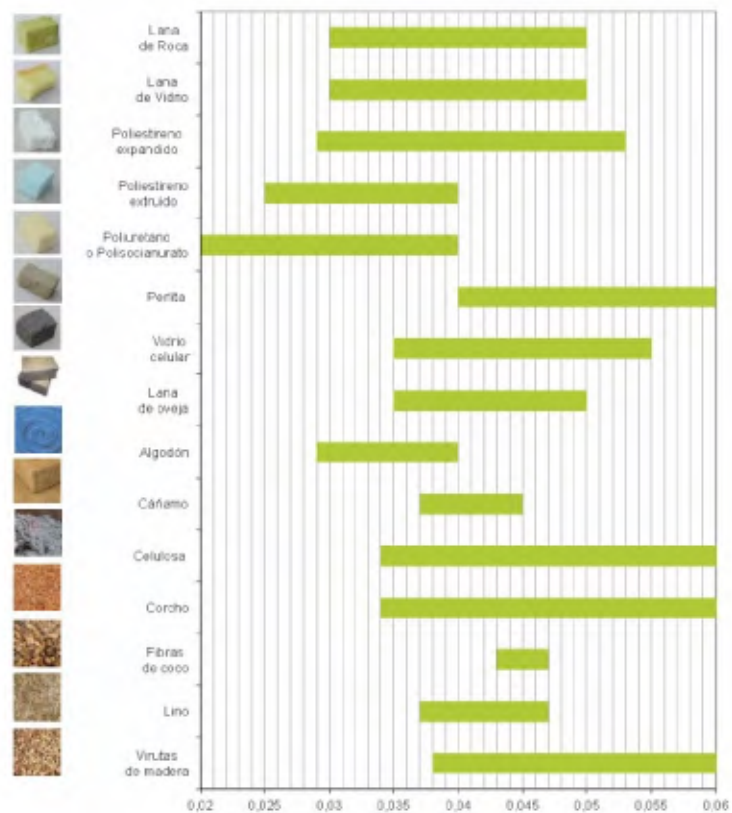 Lana
de Roca
Lana
de Vidrio
Poliestireno
expandido
Poliestireno
extruido
Poliuretano
o Polisocianurato
Perlita
Vidrio
celular
Lana
de oveja
Algodón
Cáñamo
Celulosa
Corcho
Fibras
de coco
Lino
Virutas
de madera
0,02 0,025 0,03 0,035 0,04 0,045 0,05 0,055 0,06